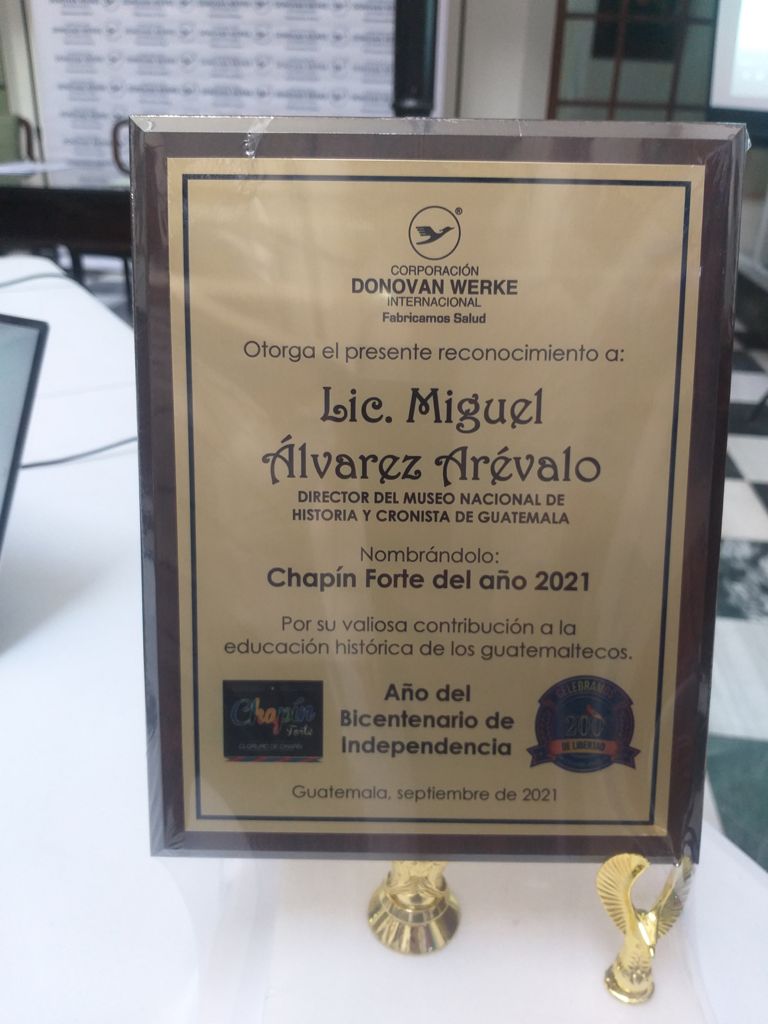 ®
CORPORACIÓN
DONOVAN WERKE
INTERNACIONAL
Fabricamos Salud
Otorga el presente reconocimiento a:
Lic. Miguel
Álvarez Arévalo
DIRECTOR DEL MUSEO NACIONAL DE
HISTORIA Y CRONISTA DE GUATEMALA
Nombrándolo:
Chapín Forte del año 2021
Por su valiosa contribución a la
educación histórica de los guatemaltecos.
Chapín
Forte
Año del
Bicentenario de
Independencia
CELEBRAMOS
200
DE LIBERTAD
Guatemala, septiembre de 2021